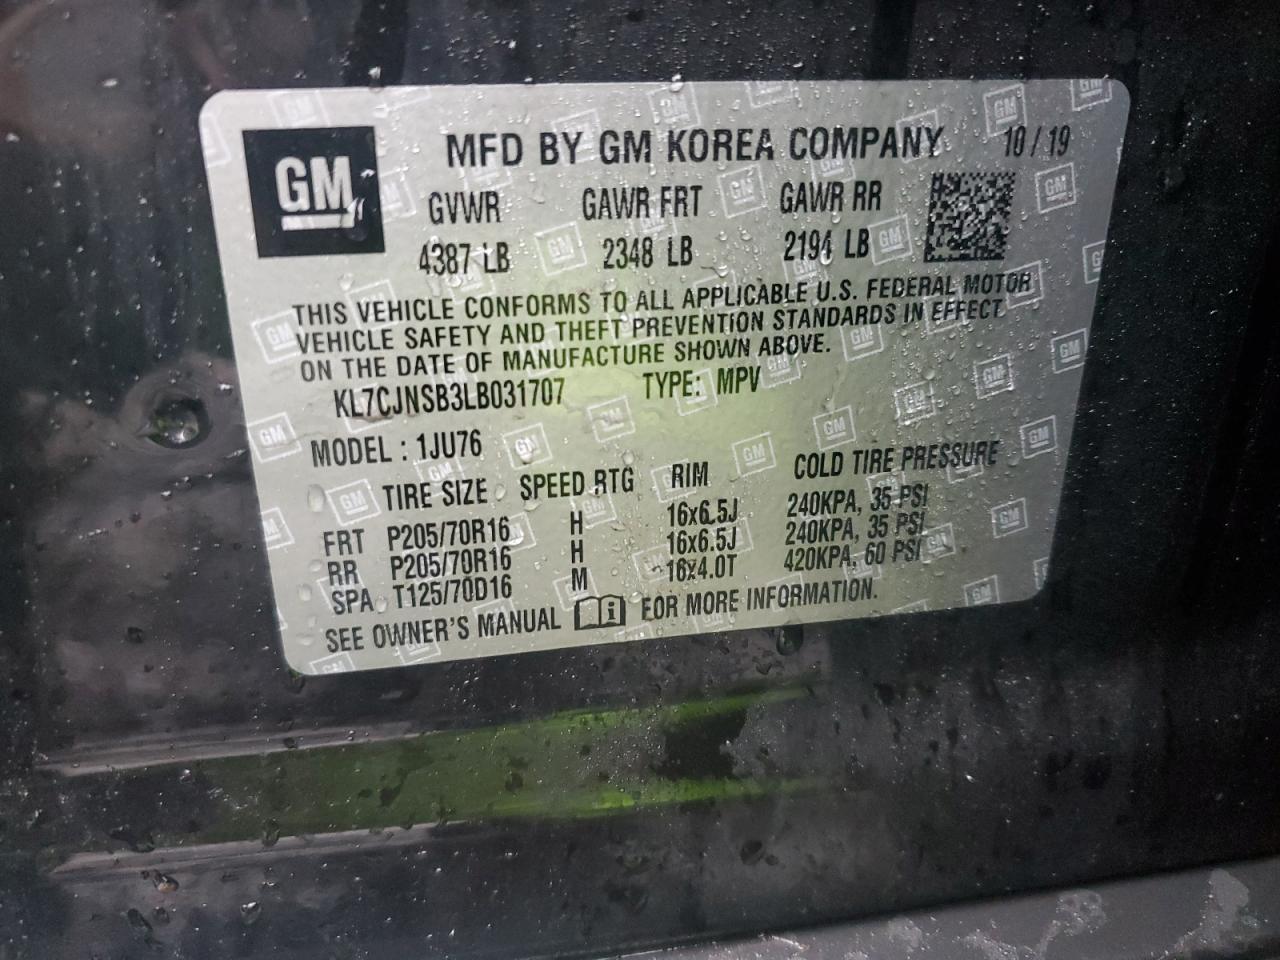 GM
MFD BY GM KOREA COMPANY 10 / 19
GVWR GAWR FRT GAWR RR
4387 LB 2348 LB 2194 LB
THIS VEHICLE CONFORMS TO ALL APPLICABLE U.S. FEDERAL MOTOR
VEHICLE SAFETY AND THEFT PREVENTION STANDARDS IN EFFECT
ON THE DATE OF MANUFACTURE SHOWN ABOVE.
KL7CJNSB3LB031707 TYPE: MPV
MODEL : 1JU76
TIRE SIZE SPEED RTG RIM COLD TIRE PRESSURE
FRT P205/70R16 H 16x6.5J 240KPA, 35 PSI
RR P205/70R16 H 16x6.5J 240KPA, 35 PSI
SPA T125/70D16 M 16x4.0T 420KPA, 60 PSI
SEE OWNER'S MANUAL i FOR MORE INFORMATION.